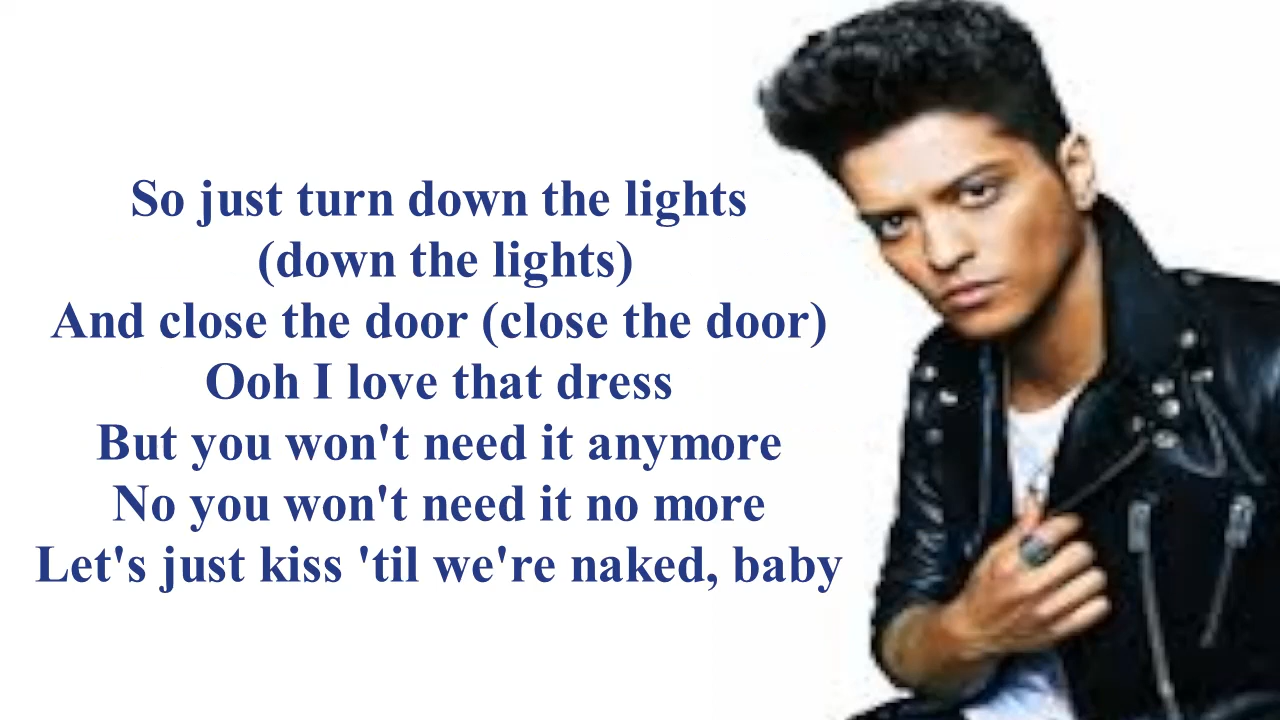 So just turn down the lights
(down the lights)
And close the door (close the door)
Ooh I love that dress
But you won't need it anymore
No you won't need it no more
Let's just kiss 'til we're naked, baby